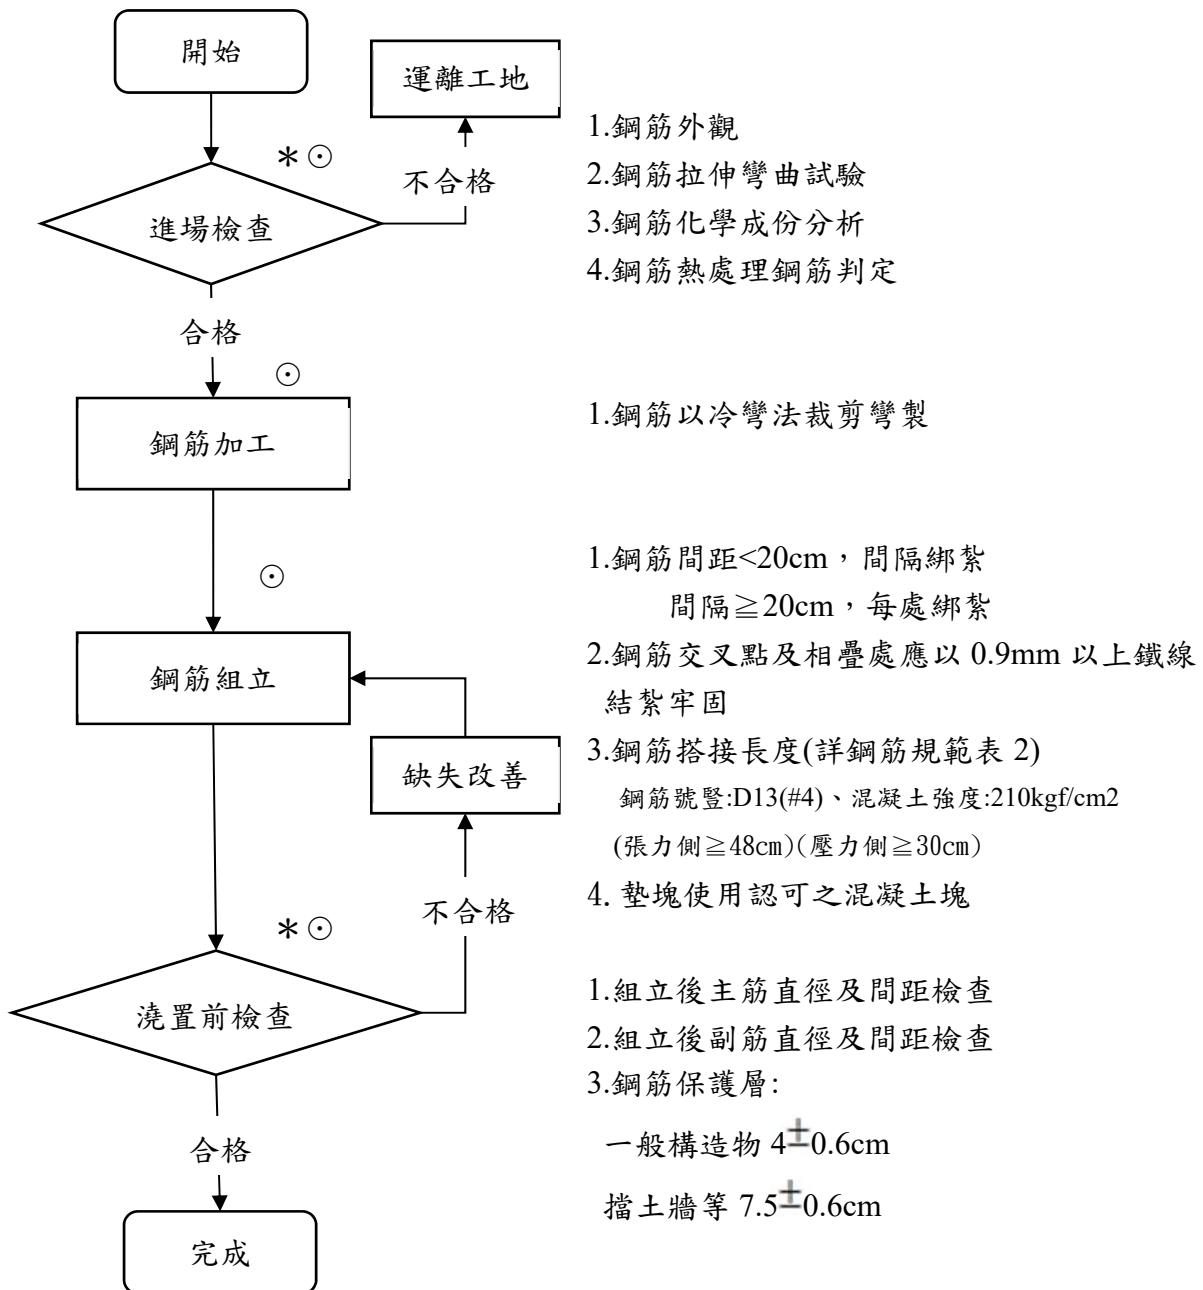 開始
運離工地
*⊙
不合格
進場檢查
1.鋼筋外觀
2.鋼筋拉伸彎曲試驗
3.鋼筋化學成份分析
4.鋼筋熱處理鋼筋判定
合格
⊙
鋼筋加工
1.鋼筋以冷彎法裁剪彎製
⊙
鋼筋組立
1.鋼筋間距<20cm，間隔綁紮
間隔≧20cm，每處綁紮
2.鋼筋交叉點及相疊處應以 0.9mm 以上鐵線
結紮牢固
3.鋼筋搭接長度(詳鋼筋規範表 2)
鋼筋號豎:D13(#4)、混凝土強度:210kgf/cm2
(張力側≧48cm)(壓力側≧30cm)
4. 墊塊使用認可之混凝土塊
缺失改善
不合格
*⊙
澆置前檢查
1.組立後主筋直徑及間距檢查
2.組立後副筋直徑及間距檢查
3.鋼筋保護層:
一般構造物 4±0.6cm
擋土牆等 7.5±0.6cm
合格
完成